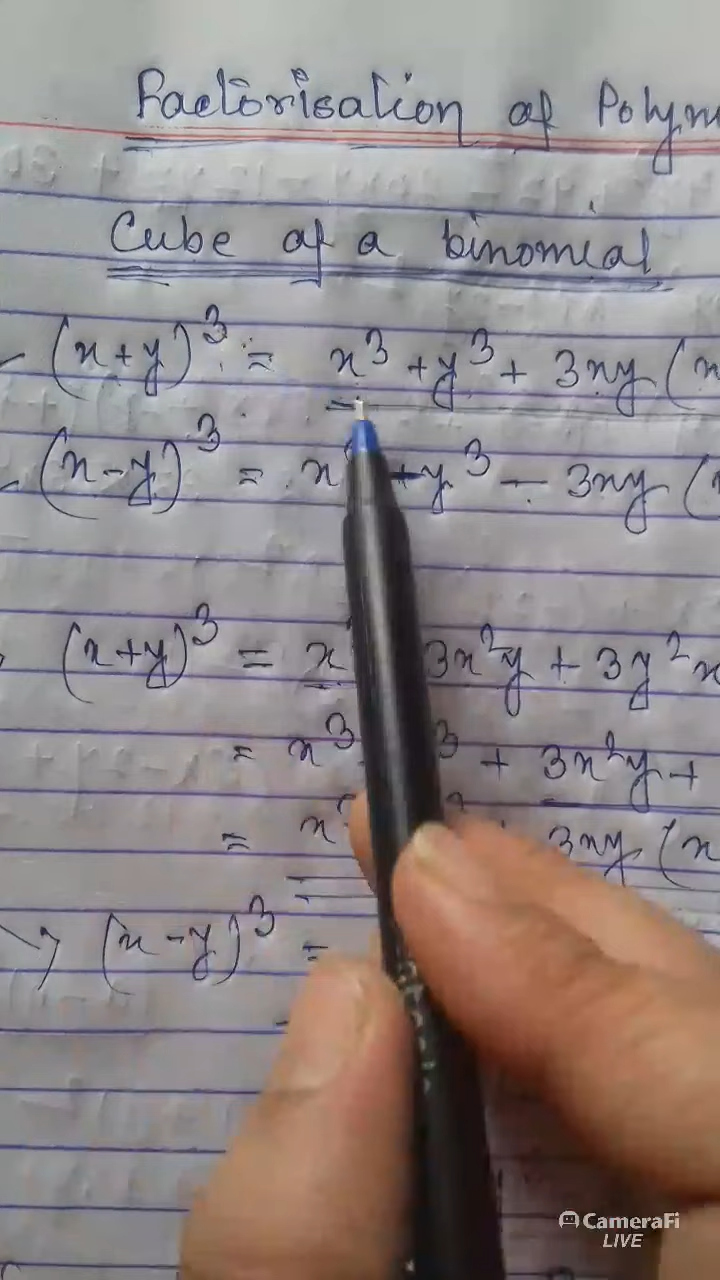 Factorisation of Polyn
Cube of a binomial
(x+y)³ = x³ + y³ + 3xy (x
(x-y)³ = x + y³ - 3xy (
(x+y)³ = x 3x²y + 3y²x
= x³ 3 + 3x²y +
= x 3xy (x
→ (x-y)³ =
CameraFi
LIVE